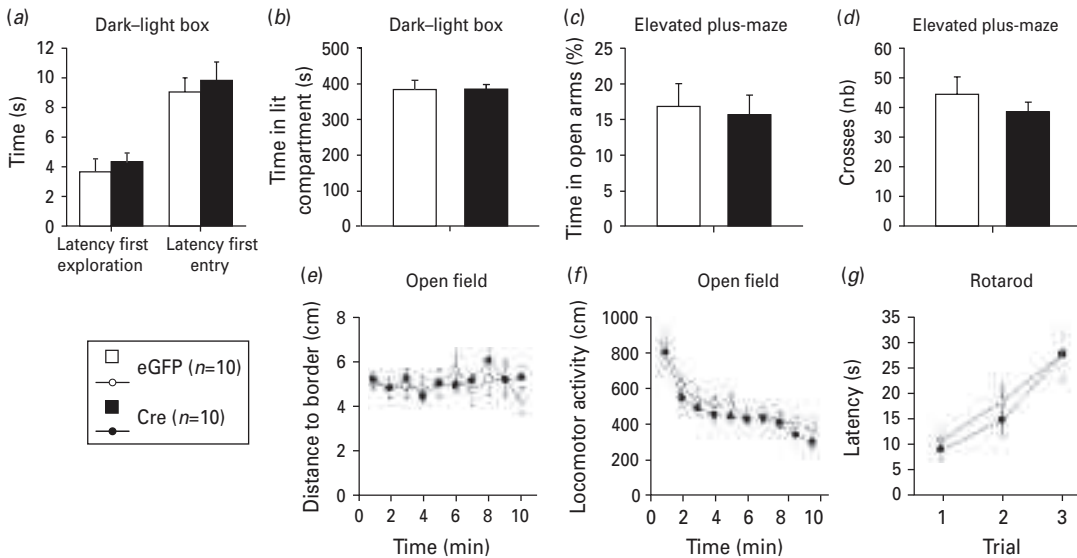 (a) Dark–light box
Time (s)
12
10
8
6
4
2
0
Latency first
exploration
Latency first
entry
(b) Dark–light box
Time in lit
compartment (s)
500
400
300
200
100
0
(c) Elevated plus-maze
Time in open arms (%)
25
20
15
10
5
0
(d) Elevated plus-maze
Crosses (nb)
60
50
40
30
20
10
0
eGFP (n=10)
Cre (n=10)
(e) Open field
Distance to border (cm)
8
6
4
2
0
0 2 4 6 8 10
Time (min)
(f) Open field
Locomotor activity (cm)
1000
800
600
400
200
0 2 4 6 8 10
Time (min)
(g) Rotarod
Latency (s)
35
30
25
20
15
10
5
0
1 2 3
Trial